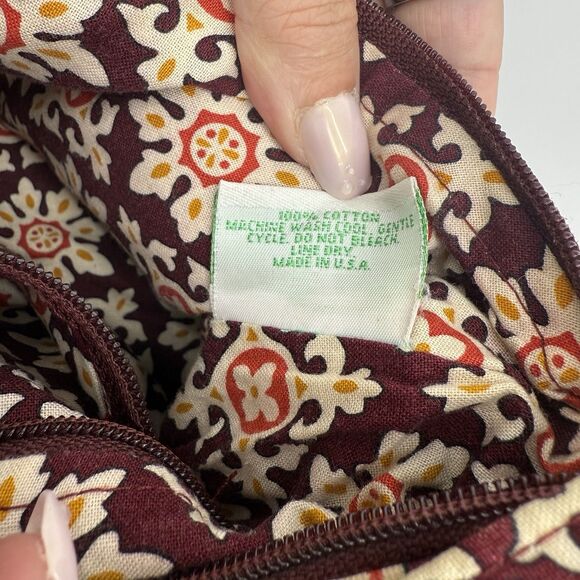 100% COTTON
MACHINE WASH COOL, GENTLE
CYCLE. DO NOT BLEACH.
LINE DRY
MADE IN U.S.A.